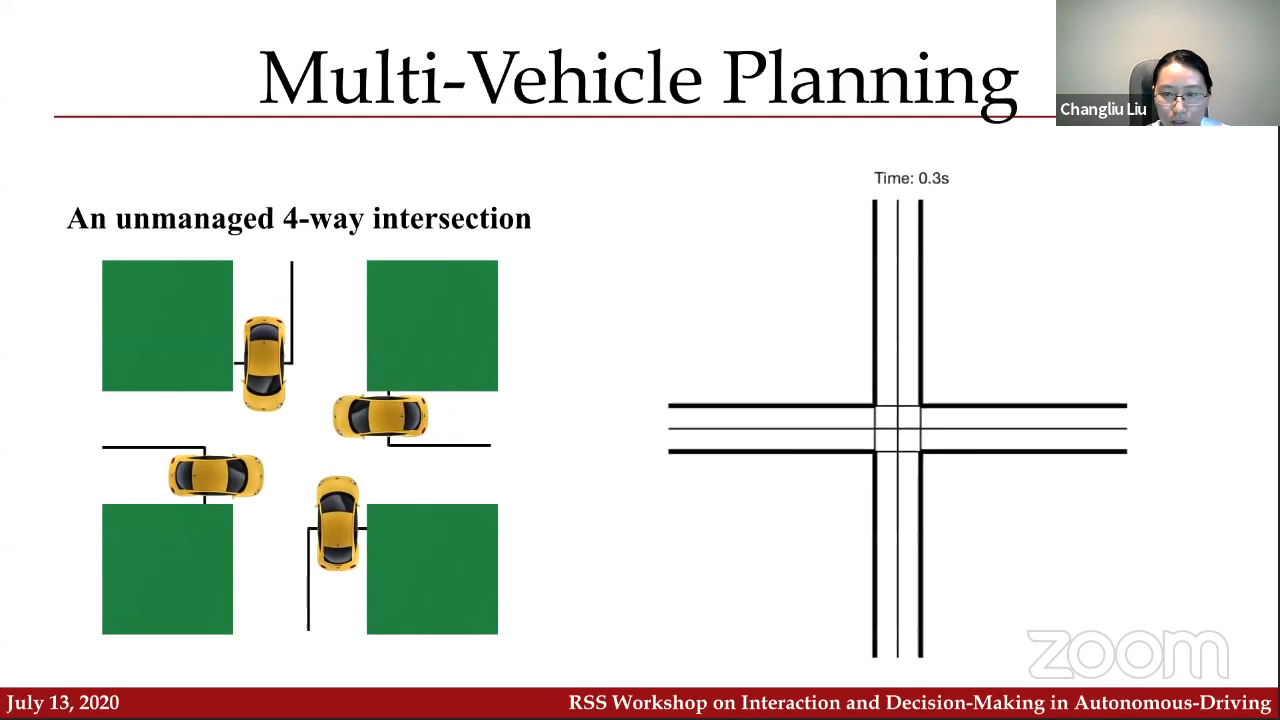 Multi-Vehicle Planning
Changliu Liu
Time: 0.3s
An unmanaged 4-way intersection
zoom
July 13, 2020
RSS Workshop on Interaction and Decision-Making in Autonomous-Driving